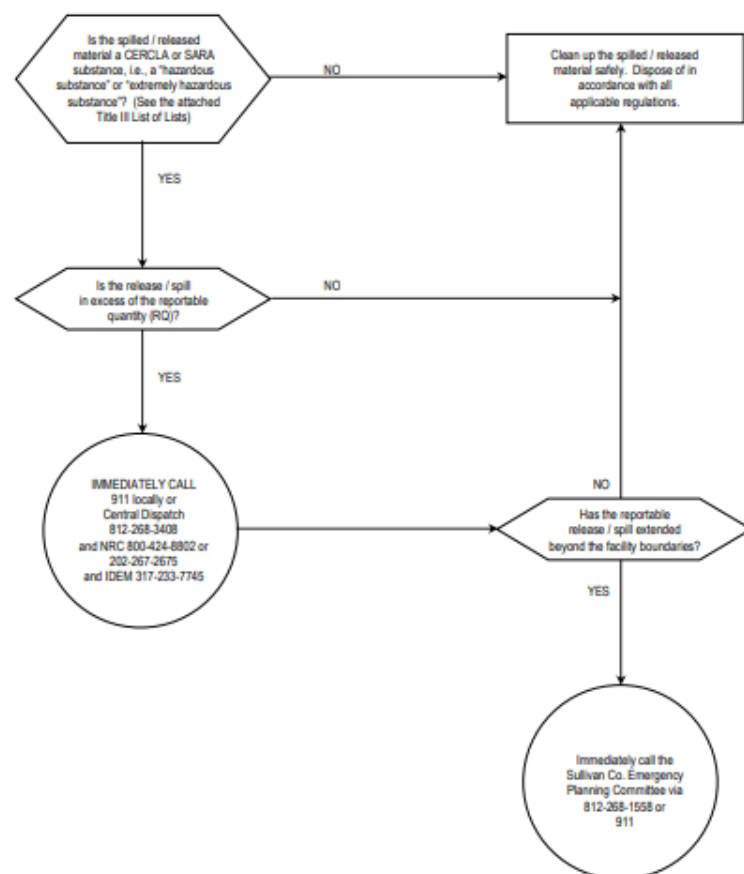 Is the spilled / released
material a CERCLA or SARA
substance, i.e., a "hazardous
substance" or "extremely hazardous
substance"? (See the attached
Title III List of Lists)
NO
Clean up the spilled / released
material safely. Dispose of in
accordance with all
applicable regulations.
YES
Is the release / spill
in excess of the reportable
quantity (RQ)?
NO
YES
IMMEDIATELY CALL
911 locally or
Central Dispatch
812-268-3408
and NRC 800-424-8802 or
202-267-2675
and IDEM 317-233-7745
NO
Has the reportable
release / spill extended
beyond the facility boundaries?
YES
Immediately call the
Sullivan Co. Emergency
Planning Committee via
812-268-1558 or
911